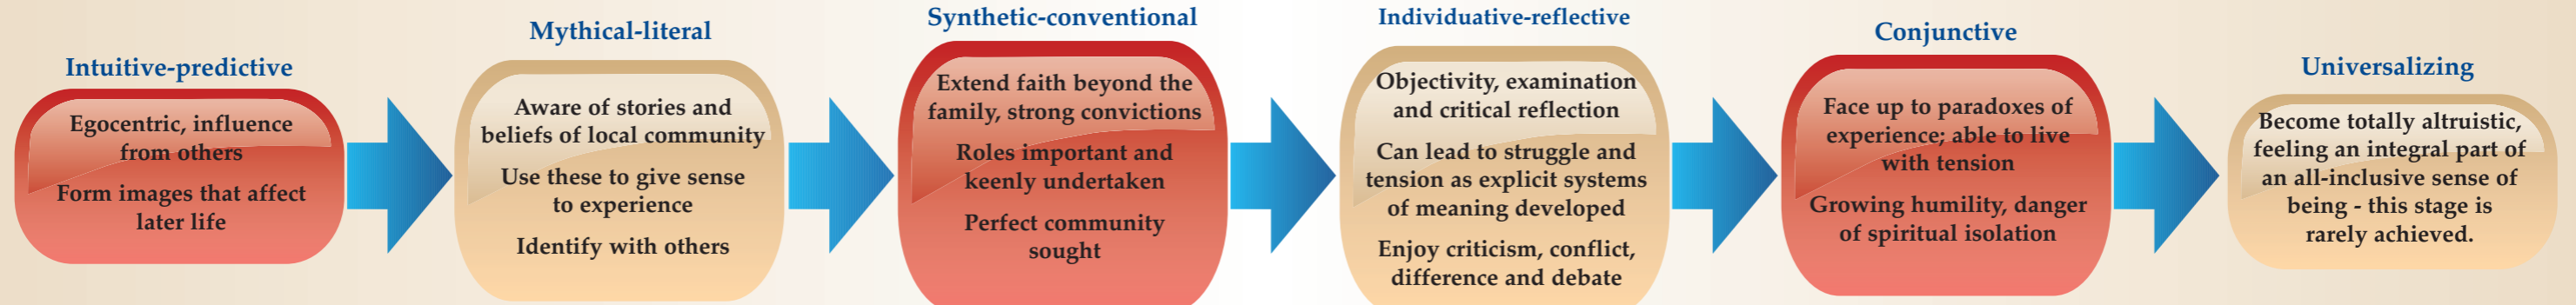 Intuitive-predictive
Egocentric, influence
from others
Form images that affect
later life
Mythical-literal
Aware of stories and
beliefs of local community
Use these to give sense
to experience
Identify with others
Synthetic-conventional
Extend faith beyond the
family, strong convictions
Roles important and
keenly undertaken
Perfect community
sought
Individuative-reflective
Objectivity, examination
and critical reflection
Can lead to struggle and
tension as explicit systems
of meaning developed
Enjoy criticism, conflict,
difference and debate
Conjunctive
Face up to paradoxes of
experience; able to live
with tension
Growing humility, danger
of spiritual isolation
Universalizing
Become totally altruistic,
feeling an integral part of
an all-inclusive sense of
being - this stage is
rarely achieved.